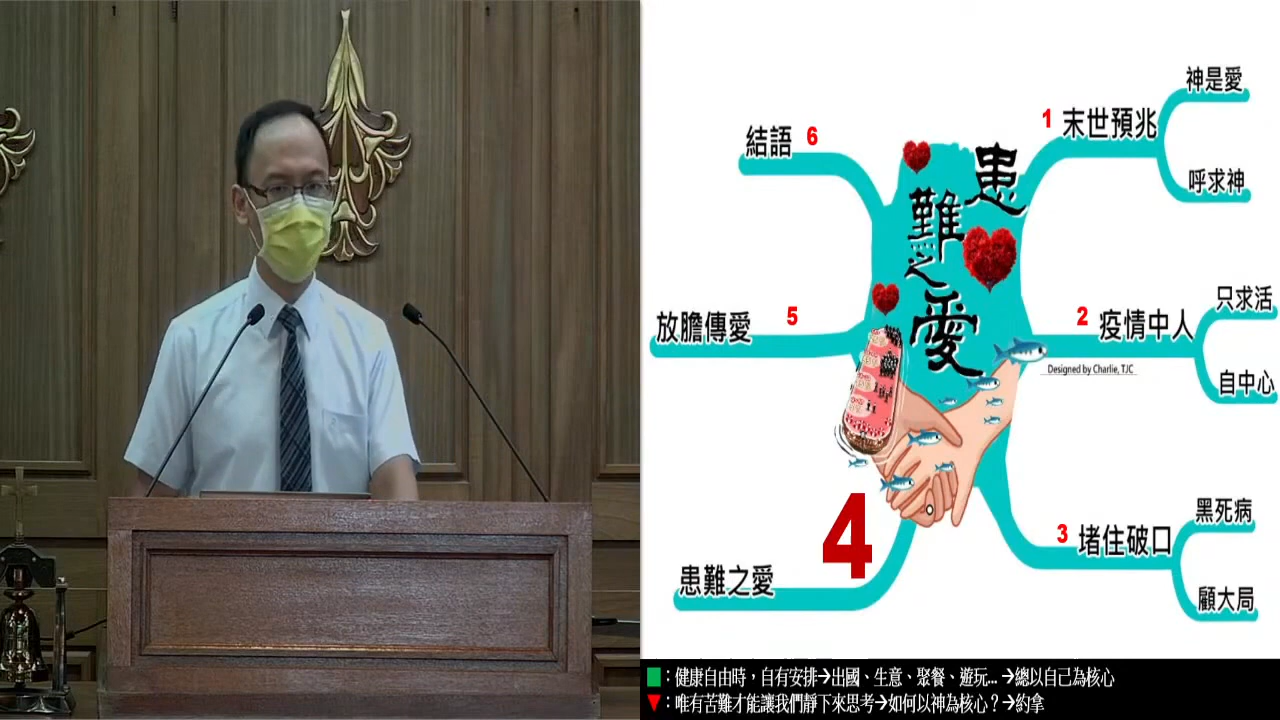 患難之愛
1 末世預兆
神是愛
呼求神
2 疫情中人
只求活
自中心
Designed by Charlie, TJC
3 堵住破口
黑死病
顧大局
4
患難之愛
放膽傳愛 5
結語 6
：健康自由時，自有安排→出國、生意、聚餐、遊玩... →總以自己為核心
：唯有苦難才能讓我們靜下來思考→如何以神為核心？→約拿